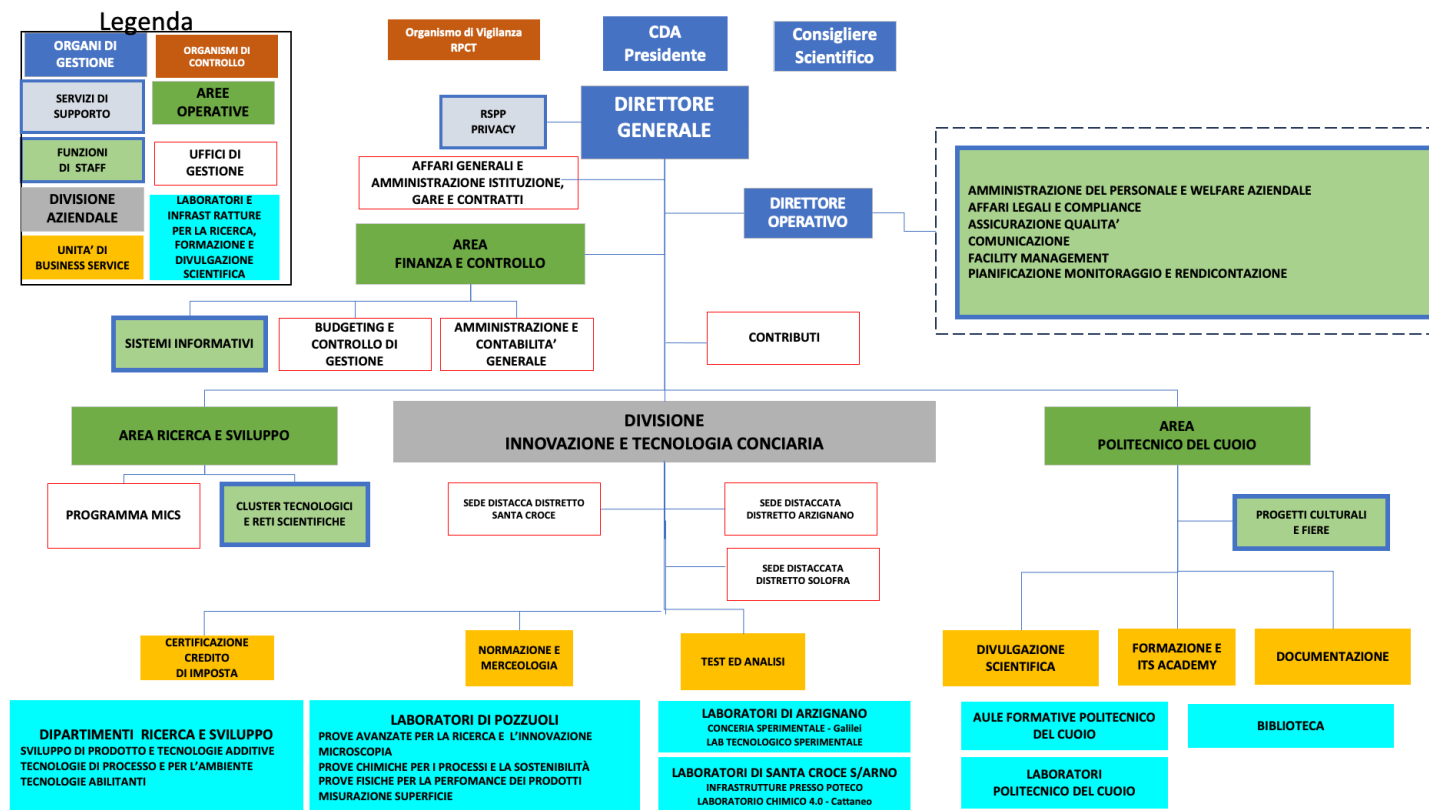 Legenda
ORGANI DI
GESTIONE
ORGANISMI DI
CONTROLLO
SERVIZI DI
SUPPORTO
AREE
OPERATIVE
FUNZIONI
DI STAFF
UFFICI DI
GESTIONE
DIVISIONE
AZIENDALE
LABORATORI E
INFRAST RATTURE
PER LA RICERCA,
FORMAZIONE E
DIVULGAZIONE
SCIENTIFICA
UNITA’ DI
BUSINESS SERVICE
Organismo di Vigilanza
RPCT
CDA
Presidente
Consigliere
Scientifico
DIRETTORE
GENERALE
RSPP
PRIVACY
AFFARI GENERALI E
AMMINISTRAZIONE ISTITUZIONE,
GARE E CONTRATTI
DIRETTORE
OPERATIVO
AMMINISTRAZIONE DEL PERSONALE E WELFARE AZIENDALE
AFFARI LEGALI E COMPLIANCE
ASSICURAZIONE QUALITA’
COMUNICAZIONE
FACILITY MANAGEMENT
PIANIFICAZIONE MONITORAGGIO E RENDICONTAZIONE
AREA
FINANZA E CONTROLLO
SISTEMI INFORMATIVI
BUDGETING E
CONTROLLO DI
GESTIONE
AMMINISTRAZIONE E
CONTABILITA’
GENERALE
CONTRIBUTI
AREA RICERCA E SVILUPPO
DIVISIONE
INNOVAZIONE E TECNOLOGIA CONCIARIA
AREA
POLITECNICO DEL CUOIO
PROGRAMMA MICS
CLUSTER TECNOLOGICI
E RETI SCIENTIFICHE
SEDE DISTACCA DISTRETTO
SANTA CROCE
SEDE DISTACCATA
DISTRETTO ARZIGNANO
SEDE DISTACCATA
DISTRETTO SOLOFRA
PROGETTI CULTURALI
E FIERE
CERTIFICAZIONE
CREDITO
DI IMPOSTA
NORMAZIONE E
MERCEOLOGIA
TEST ED ANALISI
DIVULGAZIONE
SCIENTIFICA
FORMAZIONE E
ITS ACADEMY
DOCUMENTAZIONE
DIPARTIMENTI RICERCA E SVILUPPO
SVILUPPO DI PRODOTTO E TECNOLOGIE ADDITIVE
TECNOLOGIE DI PROCESSO E PER L’AMBIENTE
TECNOLOGIE ABILITANTI
LABORATORI DI POZZUOLI
PROVE AVANZATE PER LA RICERCA E L’INNOVAZIONE
MICROSCOPIA
PROVE CHIMICHE PER I PROCESSI E LA SOSTENIBILITÀ
PROVE FISICHE PER LA PERFOMANCE DEI PRODOTTI
MISURAZIONE SUPERFICIE
LABORATORI DI ARZIGNANO
CONCERIA SPERIMENTALE - Galilei
LAB TECNOLOGICO SPERIMENTALE
LABORATORI DI SANTA CROCE S/ARNO
INFRASTRUTTURE PRESSO POTECO
LABORATORIO CHIMICO 4.0 - Cattaneo
AULE FORMATIVE POLITECNICO
DEL CUOIO
LABORATORI
POLITECNICO DEL CUOIO
BIBLIOTECA